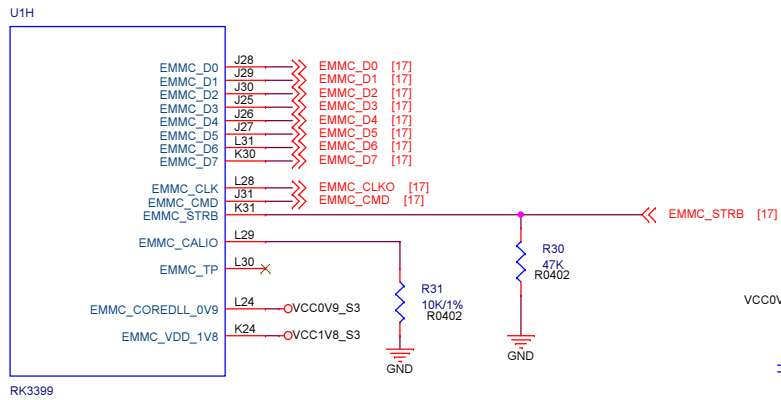 U1H
EMMC_D0 J28 EMMC_D0 [17]
EMMC_D1 J29 EMMC_D1 [17]
EMMC_D2 J30 EMMC_D2 [17]
EMMC_D3 J25 EMMC_D3 [17]
EMMC_D4 J26 EMMC_D4 [17]
EMMC_D5 J27 EMMC_D5 [17]
EMMC_D6 L31 EMMC_D6 [17]
EMMC_D7 K30 EMMC_D7 [17]
EMMC_CLK L28 EMMC_CLKO [17]
EMMC_CMD J31 EMMC_CMD [17]
EMMC_STRB K31 EMMC_STRB [17]
EMMC_CALIO L29
R30
47K
R0402
EMMC_TP L30
R31
10K/1%
R0402
EMMC_COREDLL_0V9 L24 VCC0V9_S3
EMMC_VDD_1V8 K24 VCC1V8_S3
GND
GND
VCC0V
RK3399